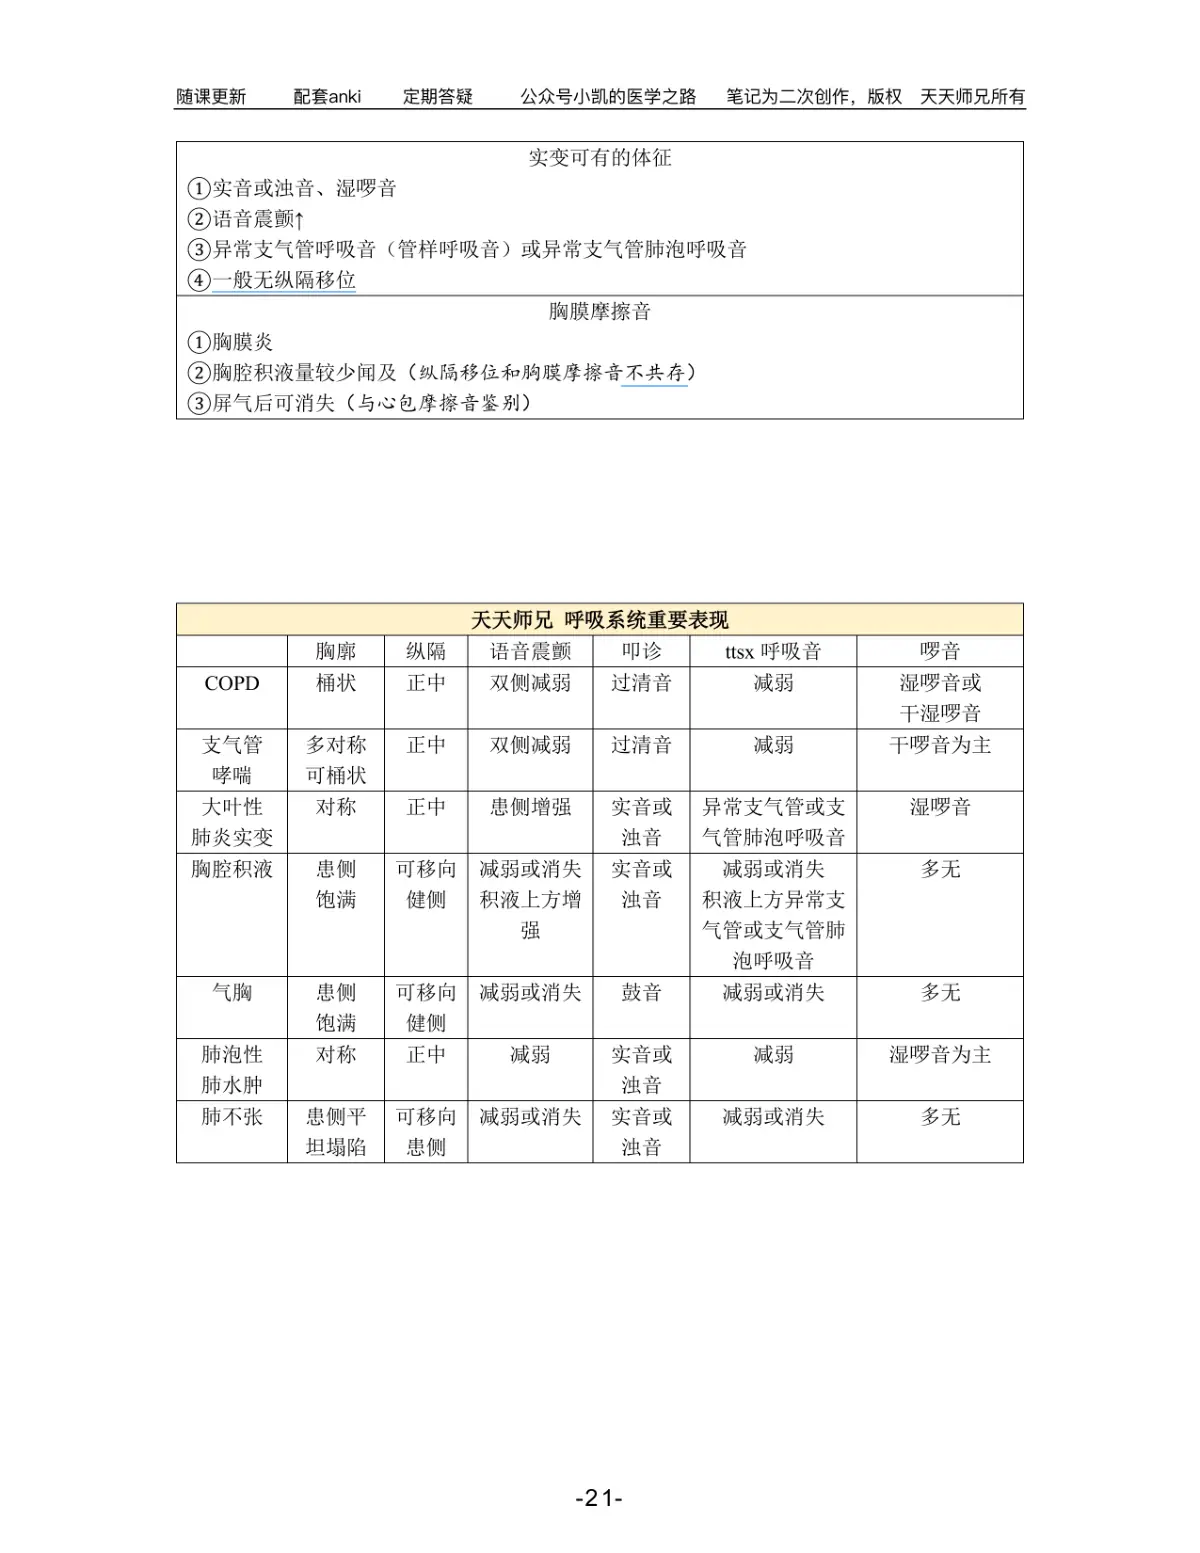 随课更新 配套anki 定期答疑 公众号小凯的医学之路 笔记为二次创作，版权 天天师兄所有
实变可有的体征
①实音或浊音、湿啰音
②语音震颤↑
③异常支气管呼吸音（管样呼吸音）或异常支气管肺泡呼吸音
④一般无纵隔移位
胸膜摩擦音
①胸膜炎
②胸腔积液量较少闻及（纵隔移位和胸膜摩擦音不共存）
③屏气后可消失（与心包摩擦音鉴别）
天天师兄 呼吸系统重要表现
胸廓 纵隔 语音震颤 叩诊 ttsx 呼吸音 啰音
COPD 桶状 正中 双侧减弱 过清音 减弱 湿啰音或
干湿啰音
支气管 多对称 正中 双侧减弱 过清音 减弱 干啰音为主
哮喘 可桶状
大叶性 对称 正中 患侧增强 实音或 异常支气管或支 湿啰音
肺炎实变 浊音 气管肺泡呼吸音
胸腔积液 患侧 可移向 减弱或消失 实音或 减弱或消失 多无
饱满 健侧 积液上方增 浊音 积液上方异常支
强 气管或支气管肺
泡呼吸音
气胸 患侧 可移向 减弱或消失 鼓音 减弱或消失 多无
饱满 健侧
肺泡性 对称 正中 减弱 实音或 减弱 湿啰音为主
肺水肿 浊音
肺不张 患侧平 可移向 减弱或消失 实音或 减弱或消失 多无
坦塌陷 患侧 浊音
-21-